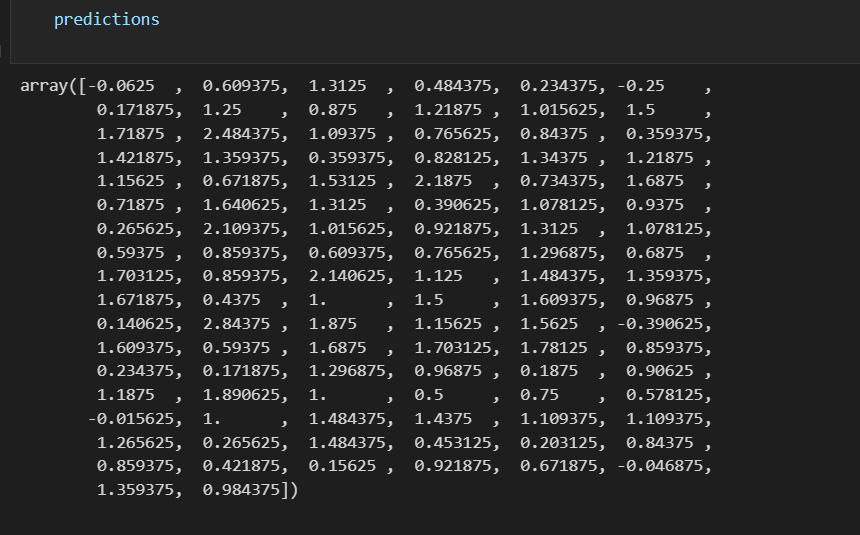 predictions
array([-0.0625  ,  0.609375,  1.3125  ,  0.484375,  0.234375, -0.25    ,
        0.171875,  1.25    ,  0.875   ,  1.21875 ,  1.015625,  1.5     ,
        1.71875 ,  2.484375,  1.09375 ,  0.765625,  0.84375 ,  0.359375,
        1.421875,  1.359375,  0.359375,  0.828125,  1.34375 ,  1.21875 ,
        1.15625 ,  0.671875,  1.53125 ,  2.1875  ,  0.734375,  1.6875  ,
        0.71875 ,  1.640625,  1.3125  ,  0.390625,  1.078125,  0.9375  ,
        0.265625,  2.109375,  1.015625,  0.921875,  1.3125  ,  1.078125,
        0.59375 ,  0.859375,  0.609375,  0.765625,  1.296875,  0.6875  ,
        1.703125,  0.859375,  2.140625,  1.125   ,  1.484375,  1.359375,
        1.671875,  0.4375  ,  1.      ,  1.5     ,  1.609375,  0.96875 ,
        0.140625,  2.84375 ,  1.875   ,  1.15625 ,  1.5625  , -0.390625,
        1.609375,  0.59375 ,  1.6875  ,  1.703125,  1.78125 ,  0.859375,
        0.234375,  0.171875,  1.296875,  0.96875 ,  0.1875  ,  0.90625 ,
        1.1875  ,  1.890625,  1.      ,  0.5     ,  0.75    ,  0.578125,
       -0.015625,  1.      ,  1.484375,  1.4375  ,  1.109375,  1.109375,
        1.265625,  0.265625,  1.484375,  0.453125,  0.203125,  0.84375 ,
        0.859375,  0.421875,  0.15625 ,  0.921875,  0.671875, -0.046875,
        1.359375,  0.984375])